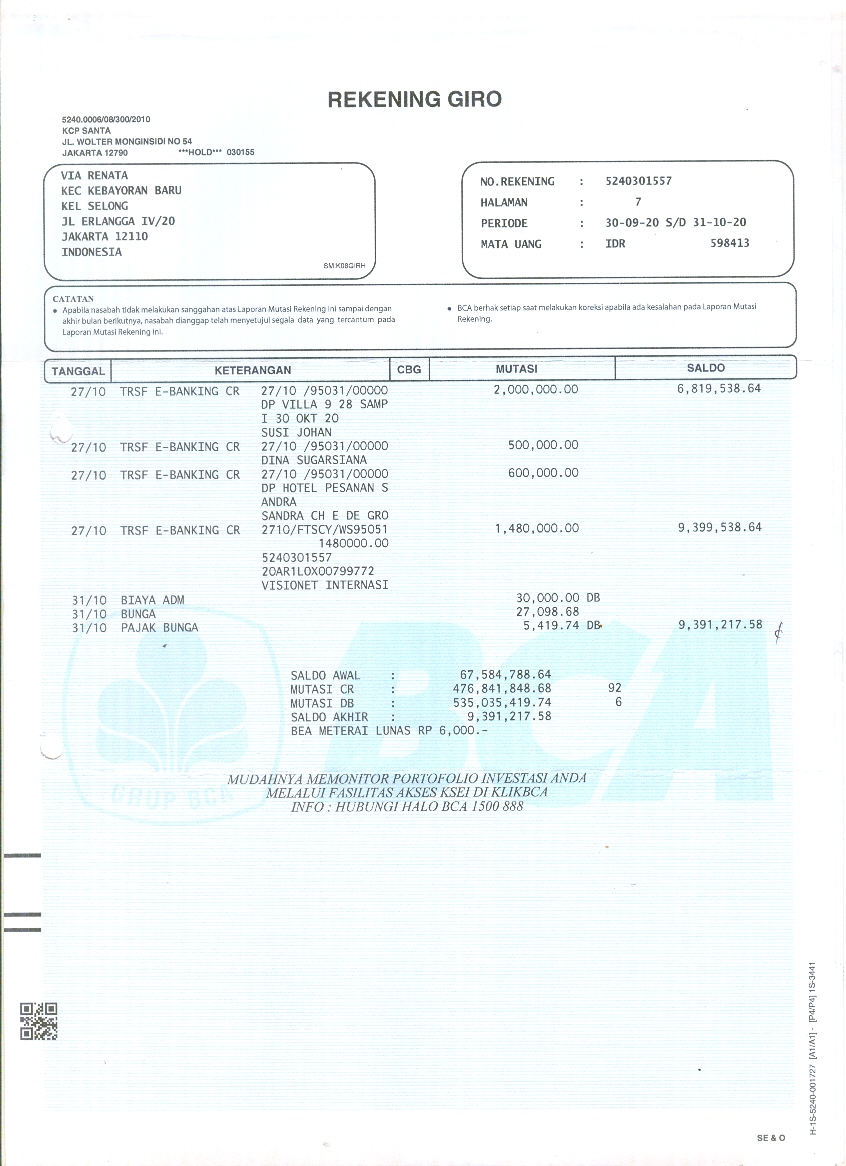 REKENING GIRO
5240.0006/08/300/2010
KCP SANTA
JL. WOLTER MONGINSIDI NO 54
JAKARTA 12790 ***HOLD*** 030155
VIA RENATA
KEC KEBAYORAN BARU
KEL SELONG
JL ERLANGGA IV/20
JAKARTA 12110
INDONESIA
SM.K08GIRH
NO.REKENING : 5240301557
HALAMAN : 7
PERIODE : 30-09-20 S/D 31-10-20
MATA UANG : IDR 598413
CATATAN
• Apabila nasabah tidak melakukan sanggahan atas Laporan Mutasi Rekening ini sampai dengan
akhir bulan berikutnya, nasabah dianggap telah menyetujui segala data yang tercantum pada
Laporan Mutasi Rekening ini.
• BCA berhak setiap saat melakukan koreksi apabila ada kesalahan pada Laporan Mutasi
Rekening.
TANGGAL KETERANGAN CBG MUTASI SALDO
27/10 TRSF E-BANKING CR 27/10 /95031/00000 2,000,000.00 6,819,538.64
DP VILLA 9 28 SAMP
I 30 OKT 20
SUSI JOHAN
27/10 TRSF E-BANKING CR 27/10 /95031/00000 500,000.00
DINA SUGARSIANA
27/10 TRSF E-BANKING CR 27/10 /95031/00000 600,000.00
DP HOTEL PESANAN S
ANDRA
SANDRA CH E DE GRO
27/10 TRSF E-BANKING CR 2710/FTSCY/WS95051 1,480,000.00 9,399,538.64
1480000.00
5240301557
20AR1LOX00799772
VISIONET INTERNASI
31/10 BIAYA ADM 30,000.00 DB
31/10 BUNGA 27,098.68
31/10 PAJAK BUNGA 5,419.74 DB 9,391,217.58
SALDO AWAL : 67,584,788.64
MUTASI CR : 476,841,848.68 92
MUTASI DB : 535,035,419.74 6
SALDO AKHIR : 9,391,217.58
BEA METERAI LUNAS RP 6,000.-
BCA
GRUP BCA
MUDAHNYA MEMONITOR PORTOFOLIO INVESTASI ANDA
MELALUI FASILITAS AKSES KSEI DI KLIKBCA
INFO : HUBUNGI HALO BCA 1500 888
H-1S-5240-001727 [A1/A1] - [P4/P4] 1S-3441
SE & O